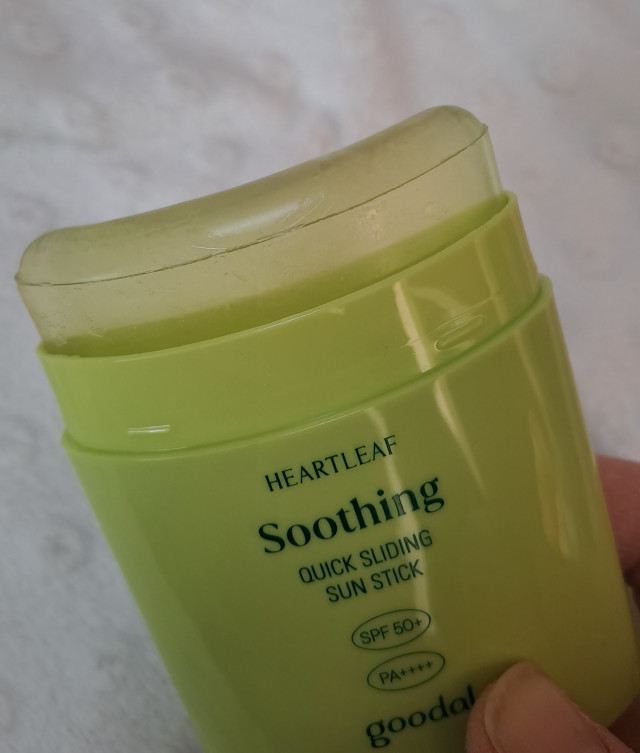 HEARTLEAF
Soothing
QUICK SLIDING
SUN STICK
SPF 50+
PA++++
goodal